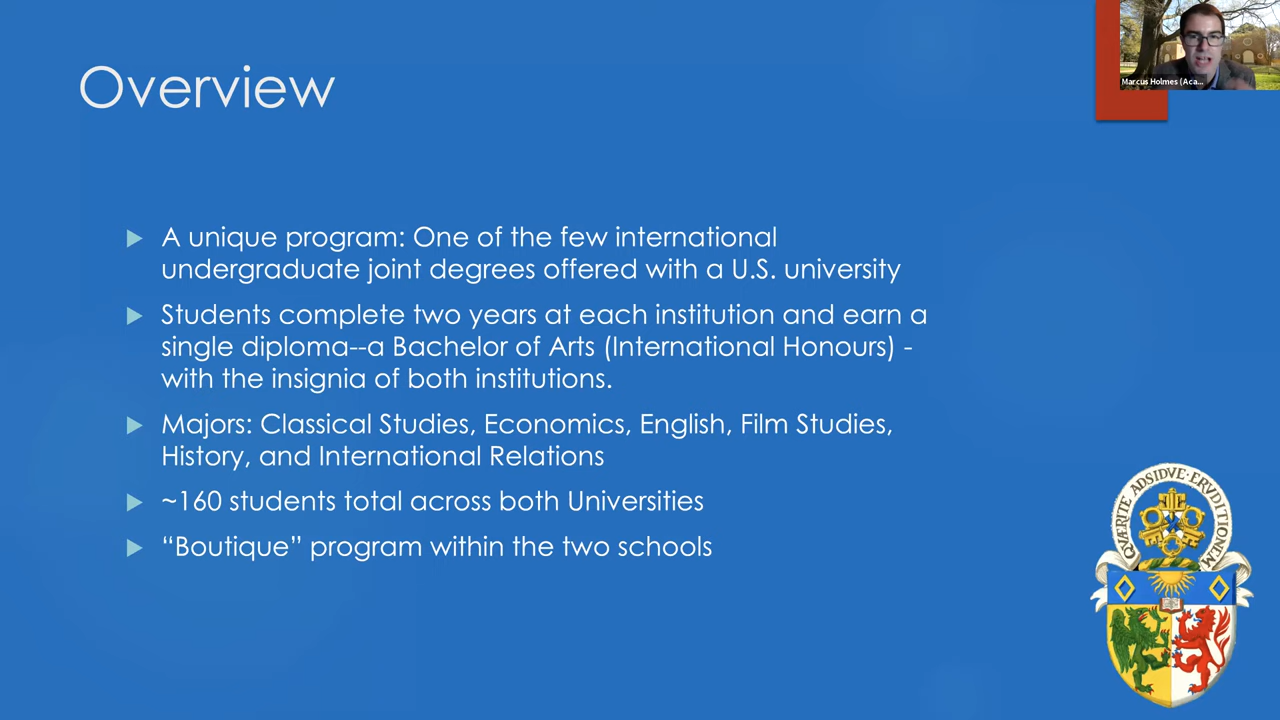 Overview
Marcus Holmes (Aca...
A unique program: One of the few international
undergraduate joint degrees offered with a U.S. university
Students complete two years at each institution and earn a
single diploma--a Bachelor of Arts (International Honours) -
with the insignia of both institutions.
Majors: Classical Studies, Economics, English, Film Studies,
History, and International Relations
~160 students total across both Universities
“Boutique” program within the two schools
QVÆRITE ADSIDVE·ERVDITIONEM